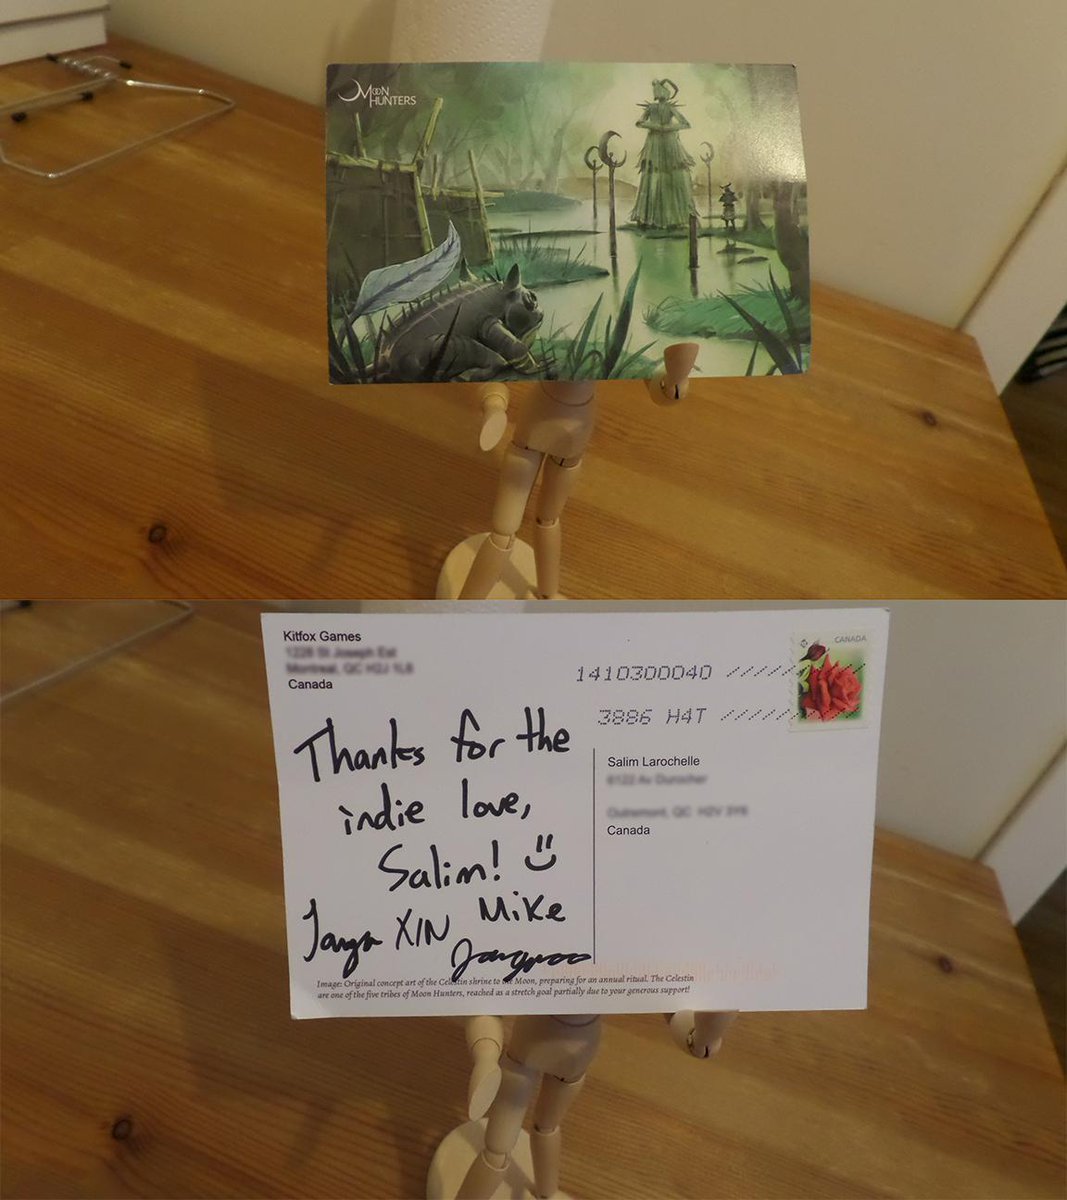 MOON
HUNTERS
Kitfox Games
Canada
CANADA
1410300040
3886 H4T
Thanks for the
indie love,
Salim!
Tanya XIN Mike
Jongwoo
Salim Larochelle
Canada
Image: Original concept art of the Celestin shrine to the Moon, preparing for an annual ritual. The Celestin
are one of the five tribes of Moon Hunters, reached as a stretch goal partially due to your generous support!